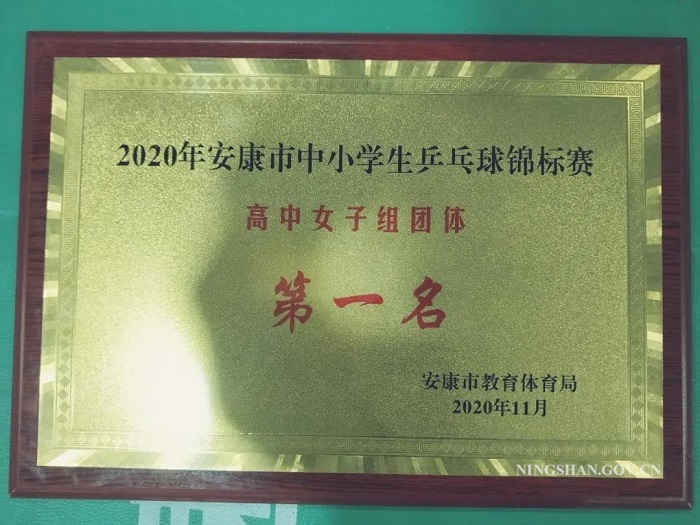 2020年安康市中小学生乒乓球锦标赛
高中女子组团体
第一名
安康市教育体育局
2020年11月
NINGSHAN.GOV.CN